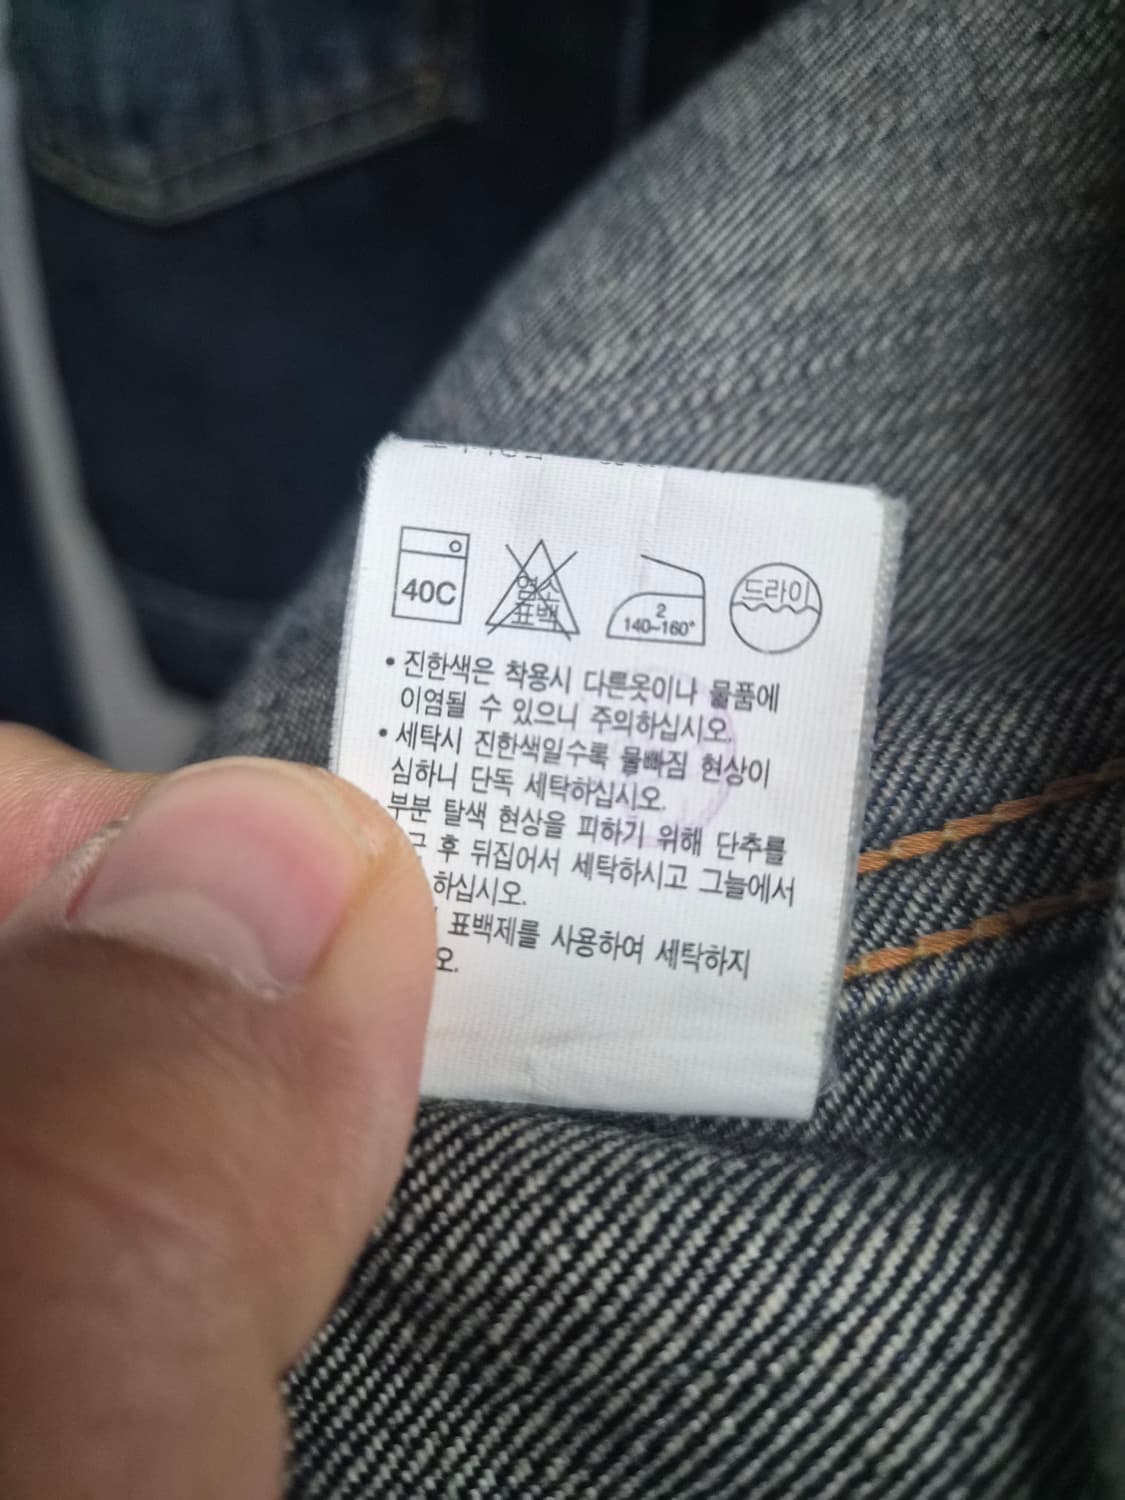 40C
염소
표백
2
140~160°
드라이
• 진한색은 착용시 다른옷이나 물품에
이염될 수 있으니 주의하십시오.
• 세탁시 진한색일수록 물빠짐 현상이
심하니 단독 세탁하십시오.
부분 탈색 현상을 피하기 위해 단추를
후 뒤집어서 세탁하시고 그늘에서
하십시오.
표백제를 사용하여 세탁하지
오.